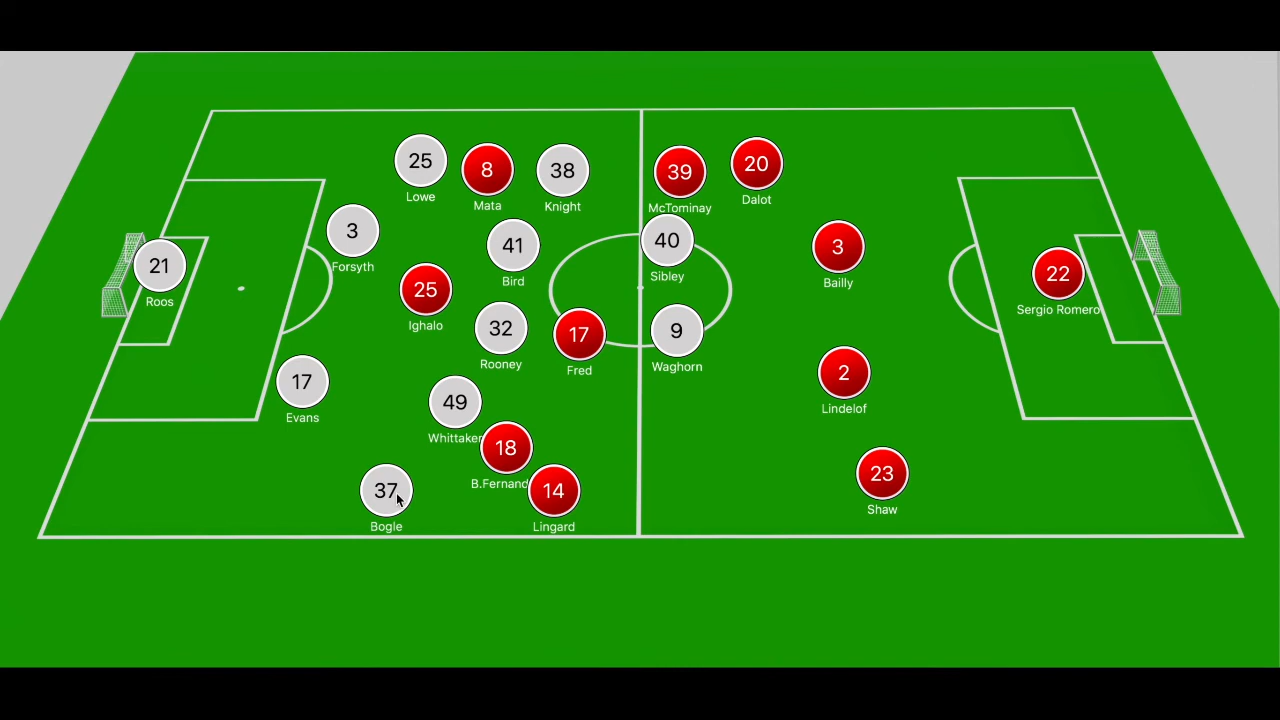 25
Lowe
8
Mata
38
Knight
39
McTominay
20
Dalot
3
Forsyth
41
Bird
40
Sibley
3
Bailly
21
Roos
25
Ighalo
22
Sergio Romero
32
Rooney
17
Fred
9
Waghorn
17
Evans
49
Whittaker
2
Lindelof
18
B.Fernand
37
Bogle
14
Lingard
23
Shaw